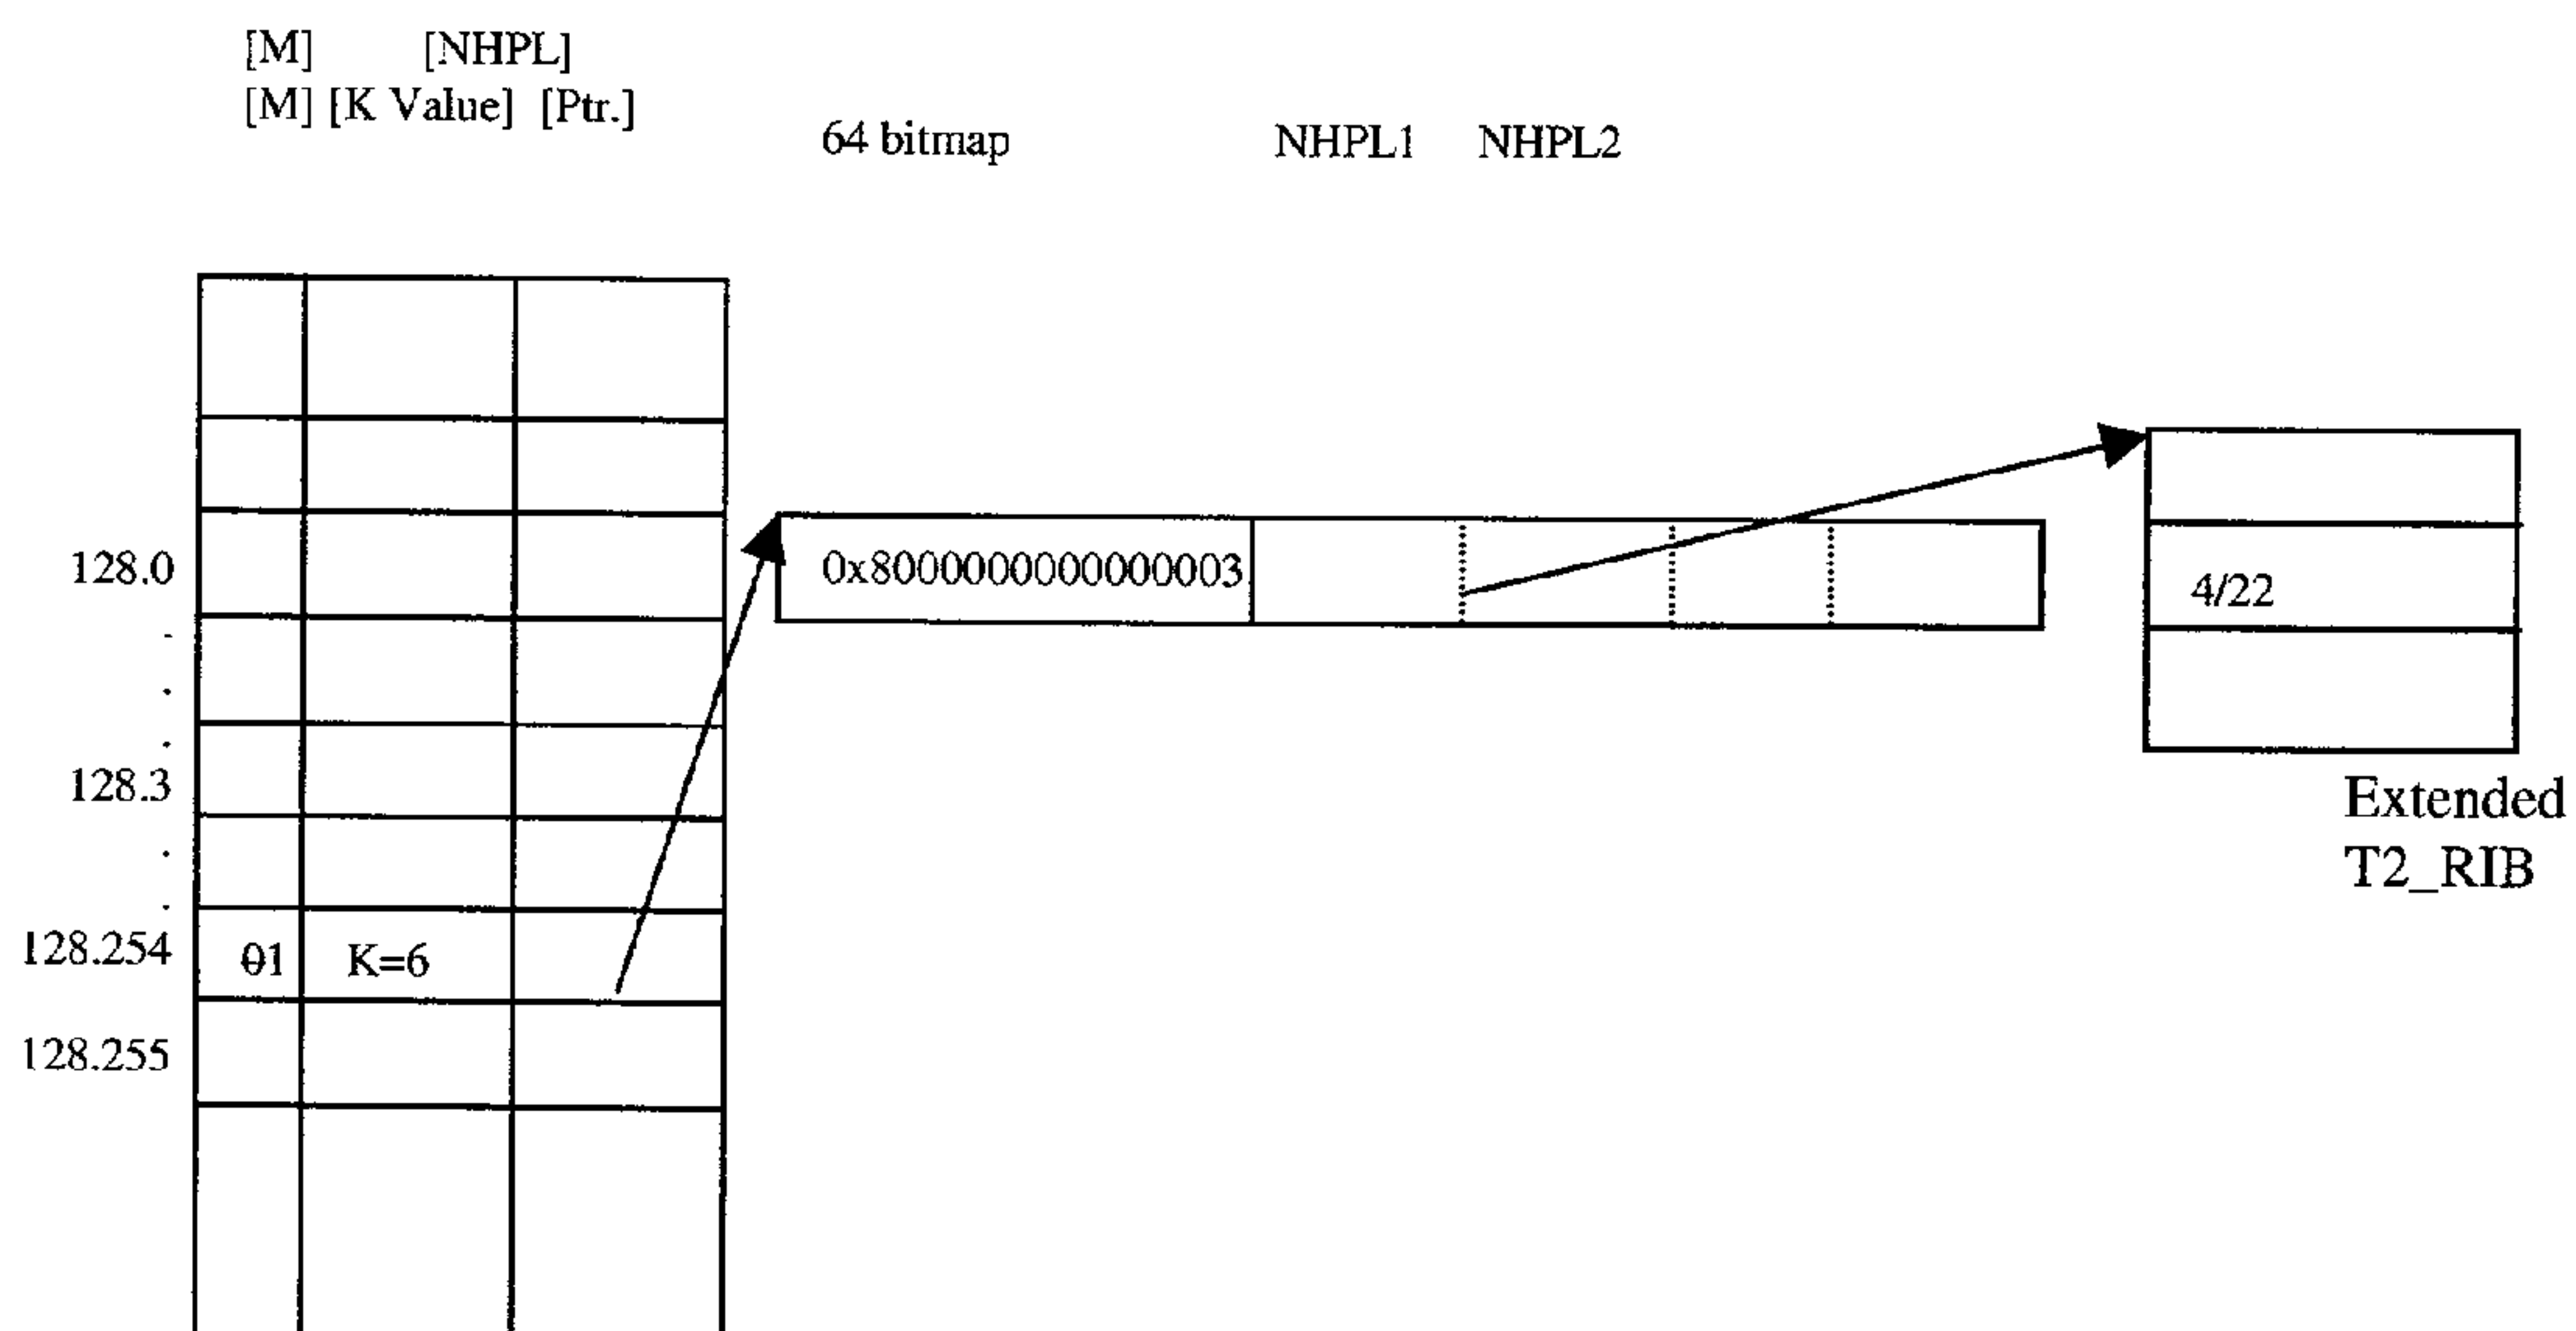 [M] [NHPL]
[M] [K Value] [Ptr.]
64 bitmap NHPL1 NHPL2
128.0
0x8000000000000003
4/22
128.3
Extended
T2_RIB
128.254 01 K=6
128.255